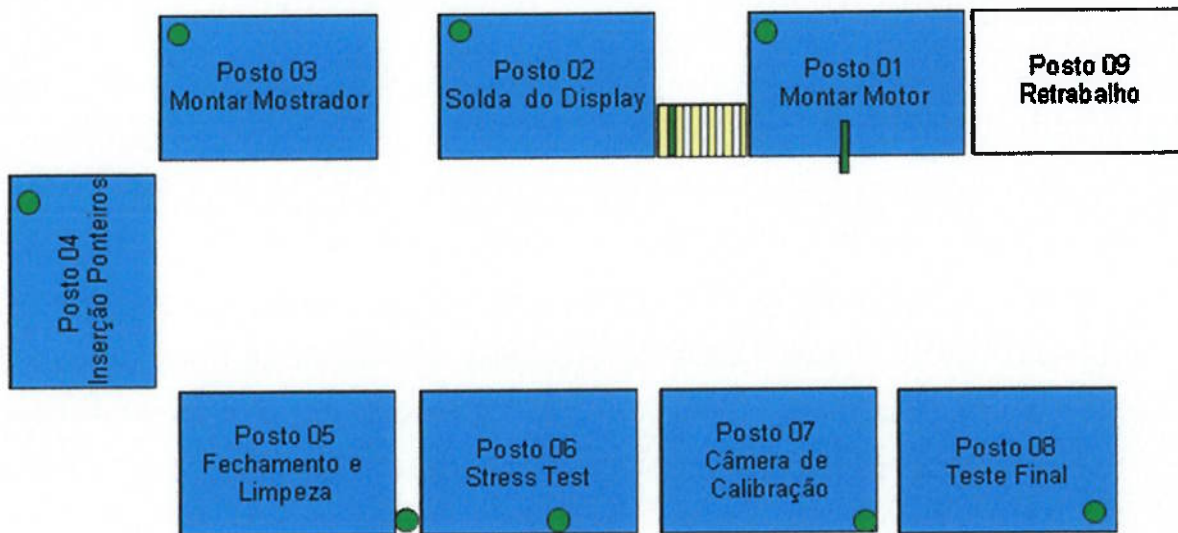 Posto 03
Montar Mostrador
Posto 02
Solda do Display
Posto 01
Montar Motor
Posto 09
Retrabalho
Posto 04
Inserção Ponteiros
Posto 05
Fechamento e
Limpeza
Posto 06
Stress Test
Posto 07
Câmera de
Calibração
Posto 08
Teste Final